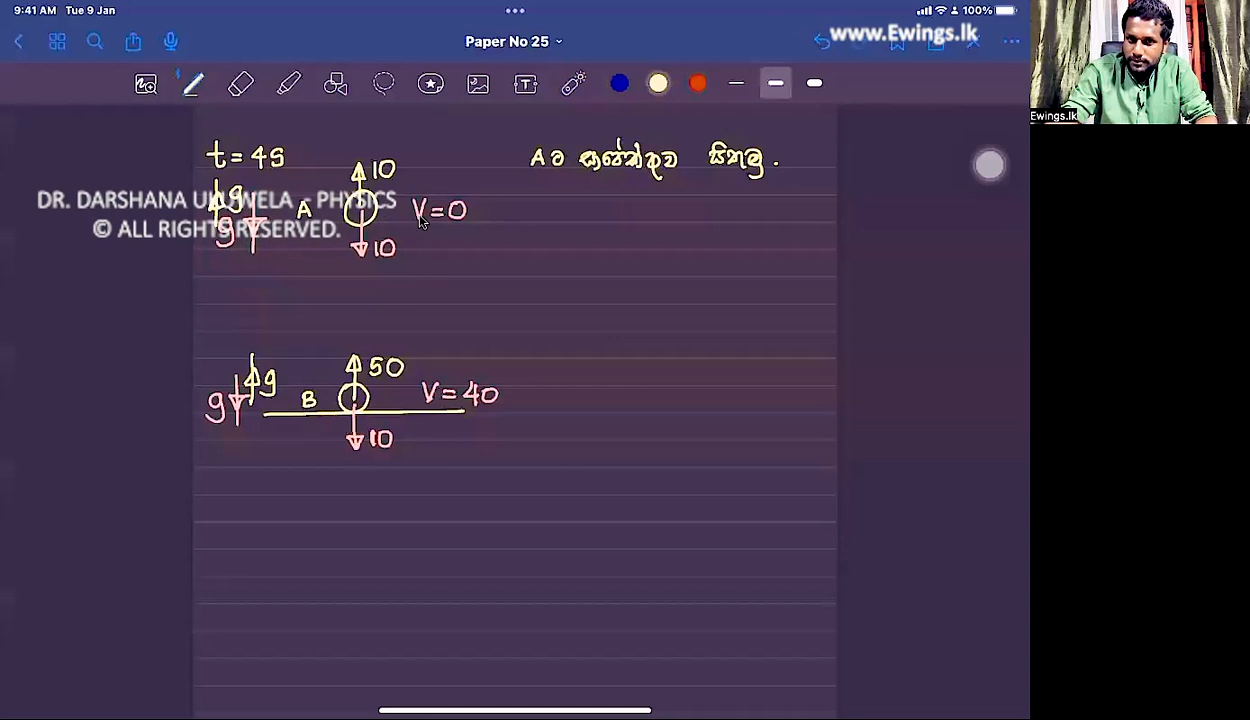 9:41 AM Tue 9 Jan
100%
Paper No 25
www.Ewings.lk
Ewings.lk
t = 4s
10
A ට සාපේක්ෂව සිතමු.
DR. DARSHANA UKUWELA - PHYSICS
© ALL RIGHTS RESERVED.
g
g
A
V = 0
10
50
g
g
B
V = 40
10